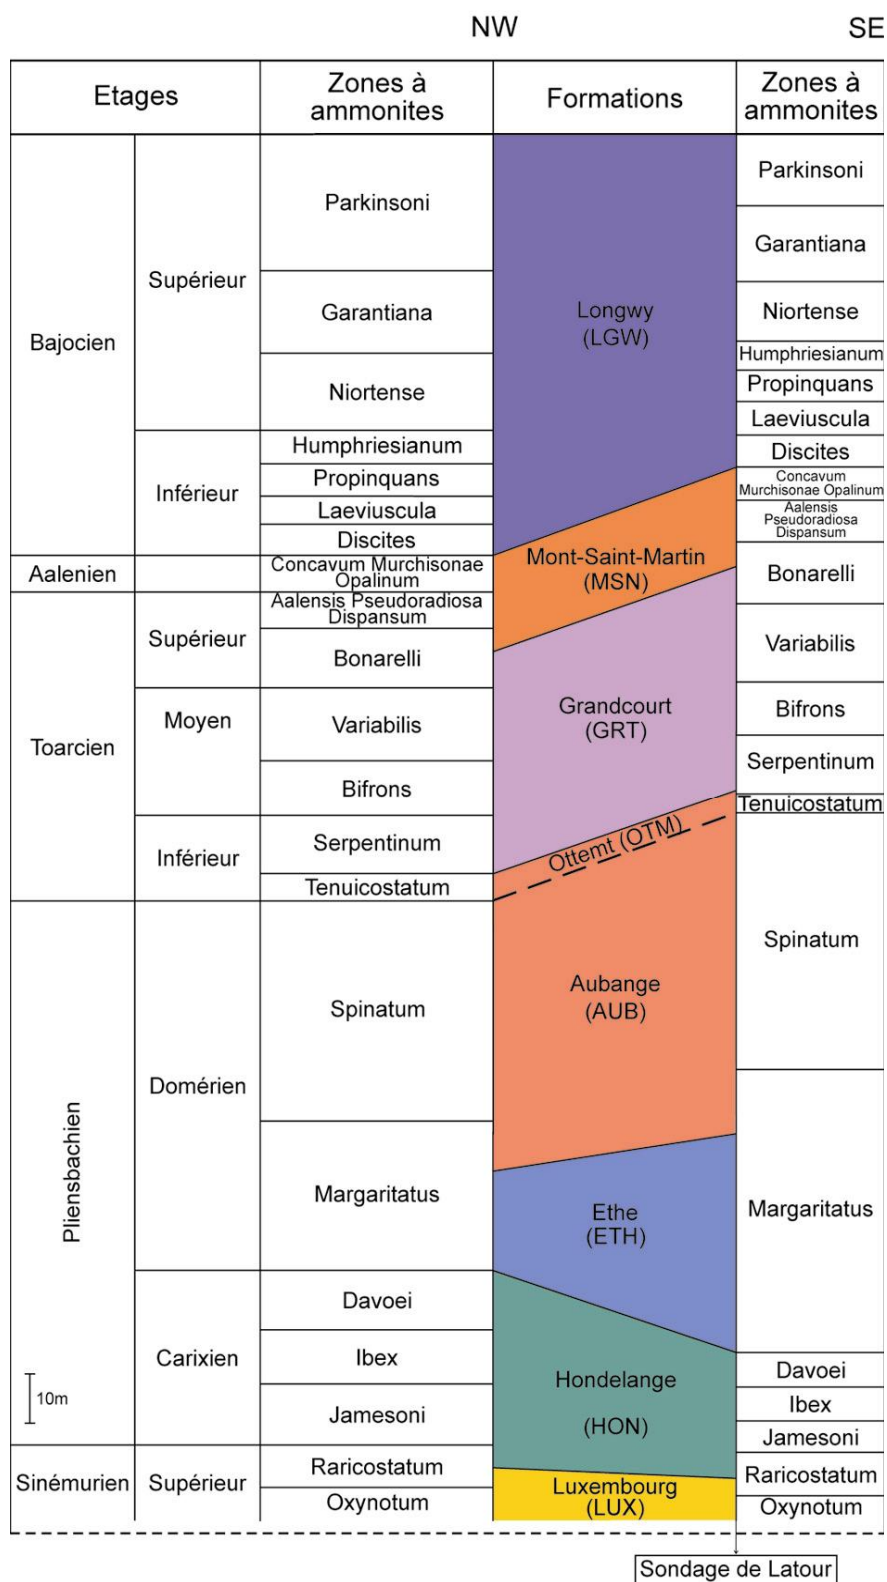 NW
SE
Etages
Zones à
ammonites
Formations
Zones à
ammonites
Bajocien
Supérieur
Parkinsoni
Garantiana
Niortense
Inférieur
Humphriesianum
Propinquans
Laeviuscula
Discites
Aalenien
Concavum Murchisonae
Opalinum
Toarcien
Supérieur
Aalensis Pseudoradiosa
Dispansum
Bonarelli
Moyen
Variabilis
Bifrons
Inférieur
Serpentinum
Tenuicostatum
Pliensbachien
Domérien
Spinatum
Margaritatus
Carixien
Davoei
Ibex
Jamesoni
10m
Sinémurien
Supérieur
Raricostatum
Oxynotum
Longwy
(LGW)
Mont-Saint-Martin
(MSN)
Grandcourt
(GRT)
Ottemt (OTM)
Aubange
(AUB)
Ethe
(ETH)
Hondelange
(HON)
Luxembourg
(LUX)
Parkinsoni
Garantiana
Niortense
Humphriesianum
Propinquans
Laeviuscula
Discites
Concavum
Murchisonae Opalinum
Aalensis
Pseudoradiosa
Dispansum
Bonarelli
Variabilis
Bifrons
Serpentinum
Tenuicostatum
Spinatum
Margaritatus
Davoei
Ibex
Jamesoni
Raricostatum
Oxynotum
Sondage de Latour